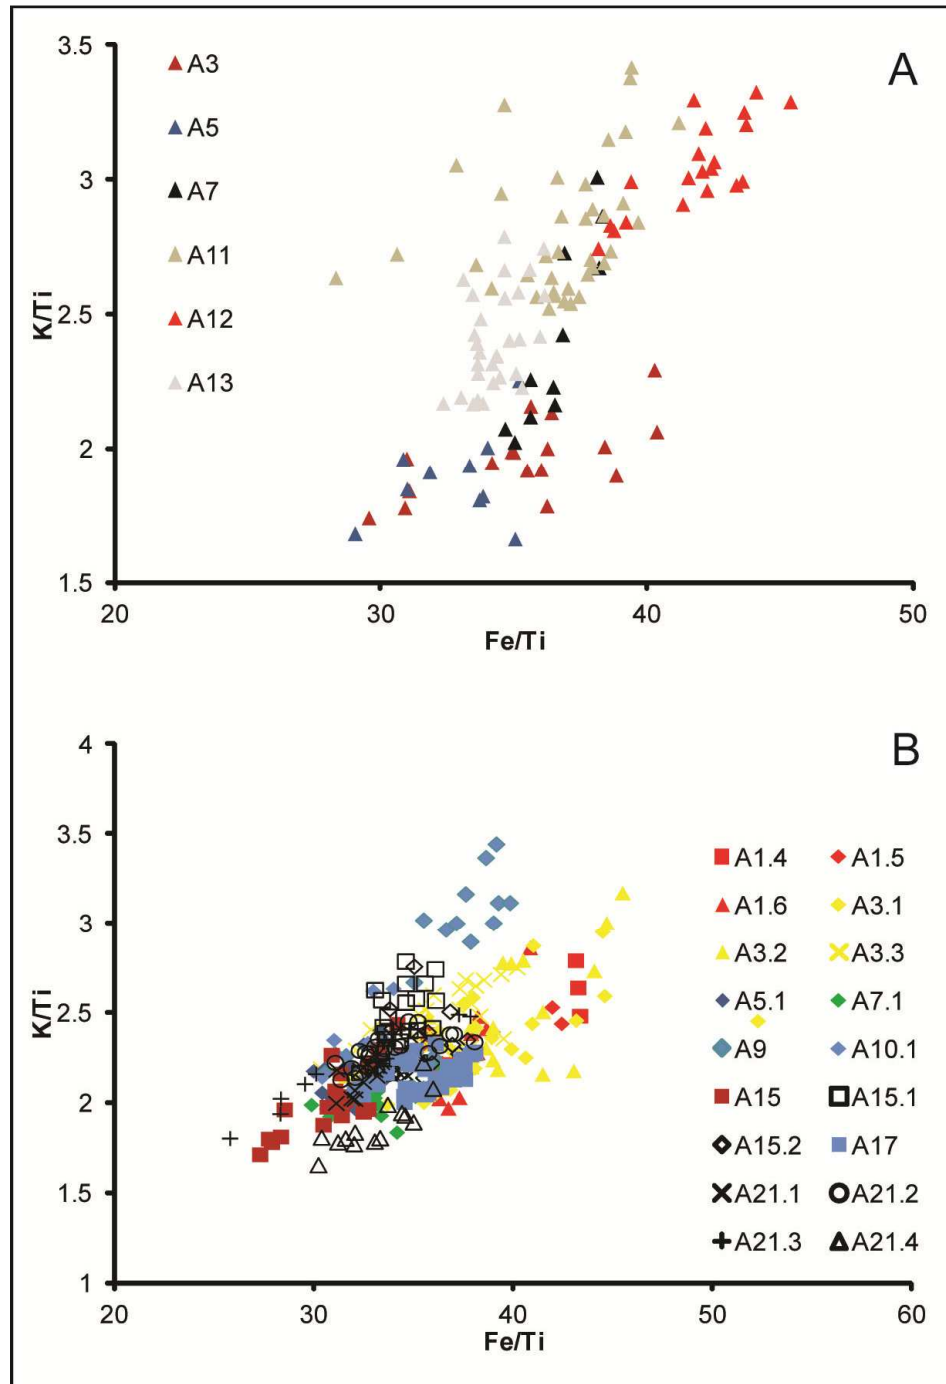 A
3.5
3
2.5
2
1.5
K/Ti
20 30 40 50
Fe/Ti
A3
A5
A7
A11
A12
A13
B
4
3.5
3
2.5
2
1.5
1
K/Ti
20 30 40 50 60
Fe/Ti
A1.4 A1.5
A1.6 A3.1
A3.2 A3.3
A5.1 A7.1
A9 A10.1
A15 A15.1
A15.2 A17
A21.1 A21.2
A21.3 A21.4